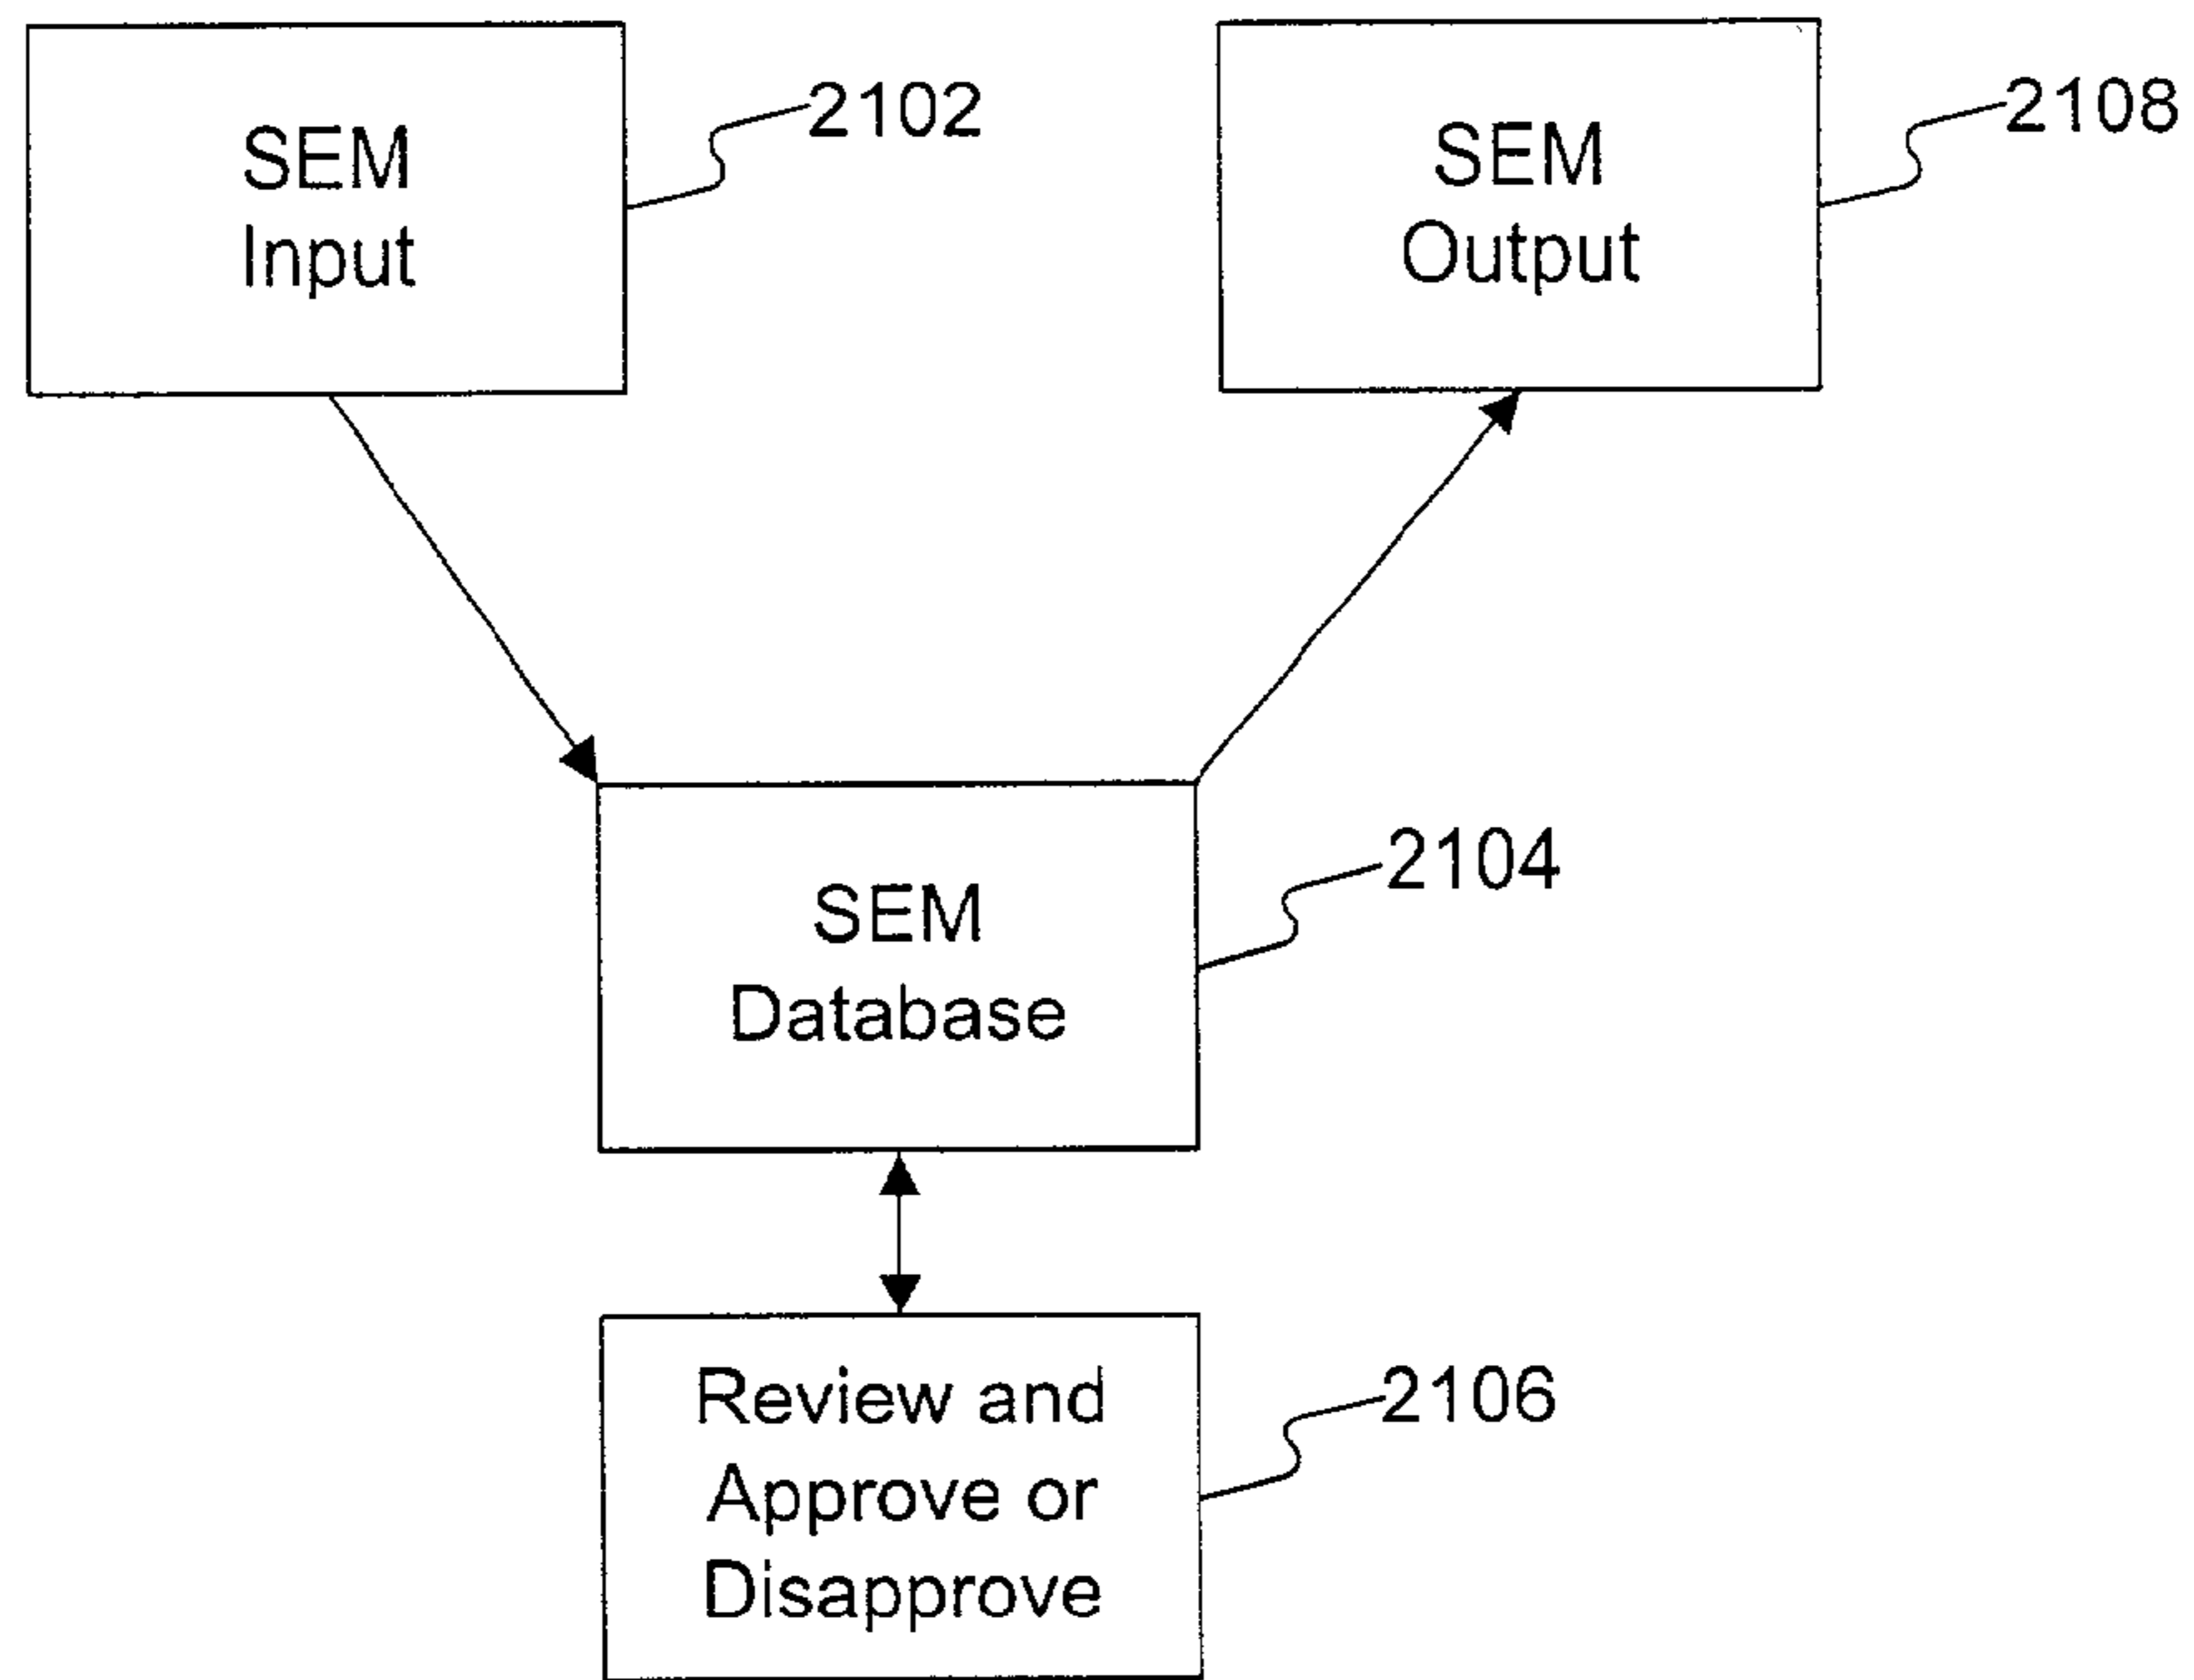 SEM
Input
2102
SEM
Output
2108
SEM
Database
2104
Review and
Approve or
Disapprove
2106